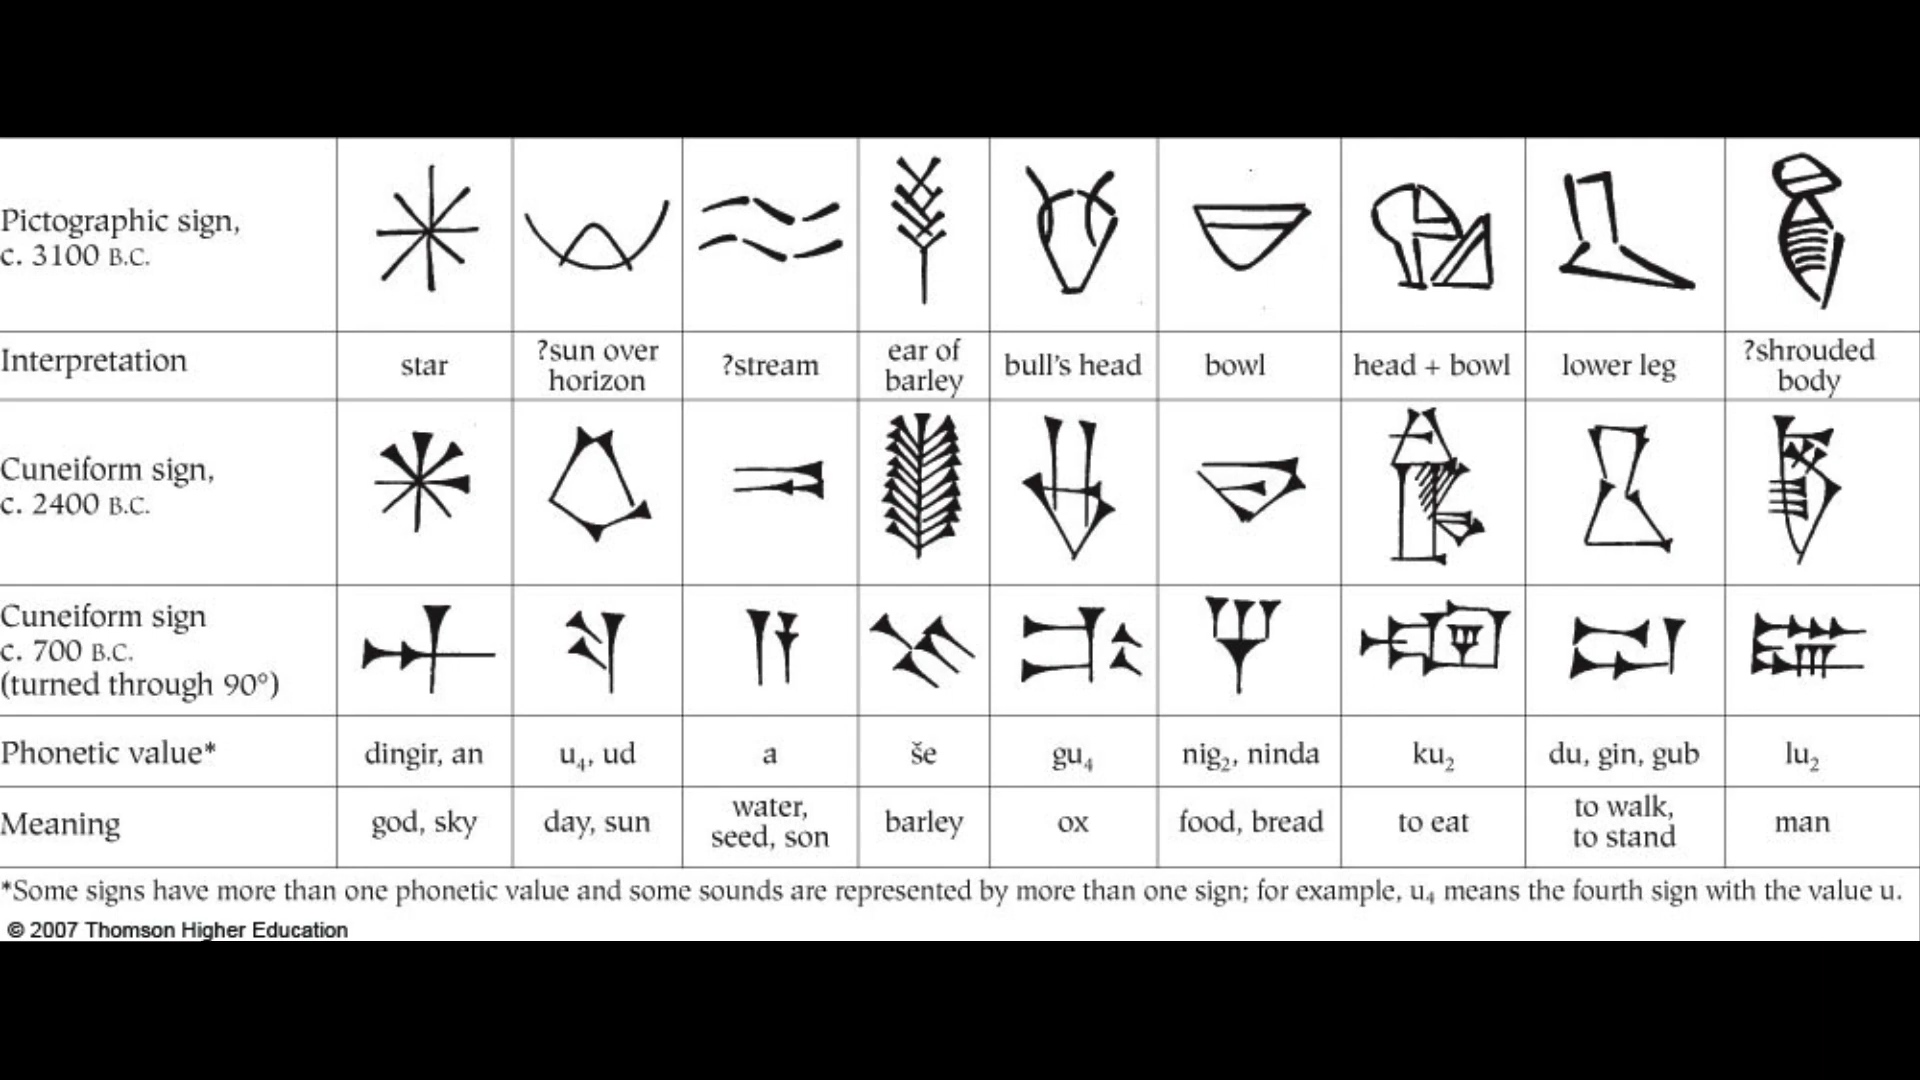 Pictographic sign,
c. 3100 B.C.
Interpretation
star
?sun over
horizon
?stream
ear of
barley
bull's head
bowl
head + bowl
lower leg
?shrouded
body
Cuneiform sign,
c. 2400 B.C.
Cuneiform sign
c. 700 B.C.
(turned through 90°)
Phonetic value*
dingir, an
u₄, ud
a
še
gu₄
nig₂, ninda
ku₂
du, gin, gub
lu₂
Meaning
god, sky
day, sun
water,
seed, son
barley
ox
food, bread
to eat
to walk,
to stand
man
*Some signs have more than one phonetic value and some sounds are represented by more than one sign; for example, u₄ means the fourth sign with the value u.
© 2007 Thomson Higher Education